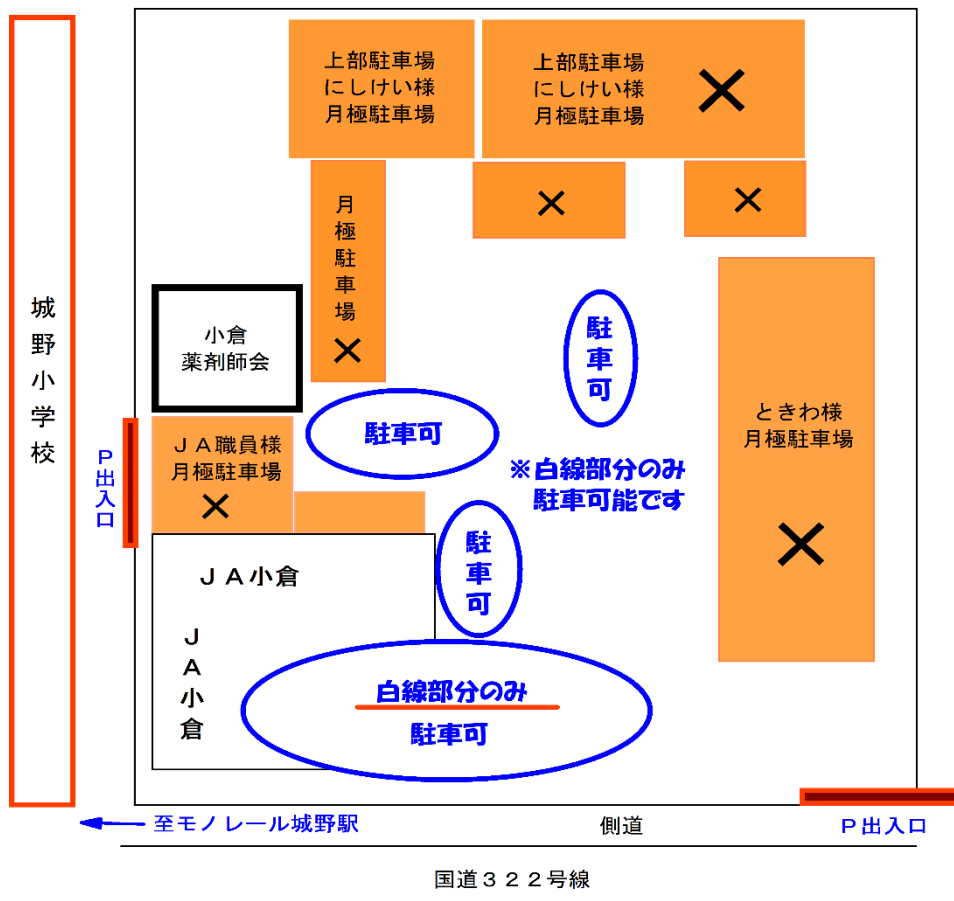 上部駐車場
にしけい様
月極駐車場
上部駐車場
にしけい様
月極駐車場
×
月極駐車場
×
×
×
城野小学校
小倉
薬剤師会
駐車可
駐車可
ときわ様
月極駐車場
×
P出入口
JA職員様
月極駐車場
×
※白線部分のみ
駐車可能です
駐車可
JA小倉
JA小倉
白線部分のみ
駐車可
至モノレール城野駅
側道
P出入口
国道322号線